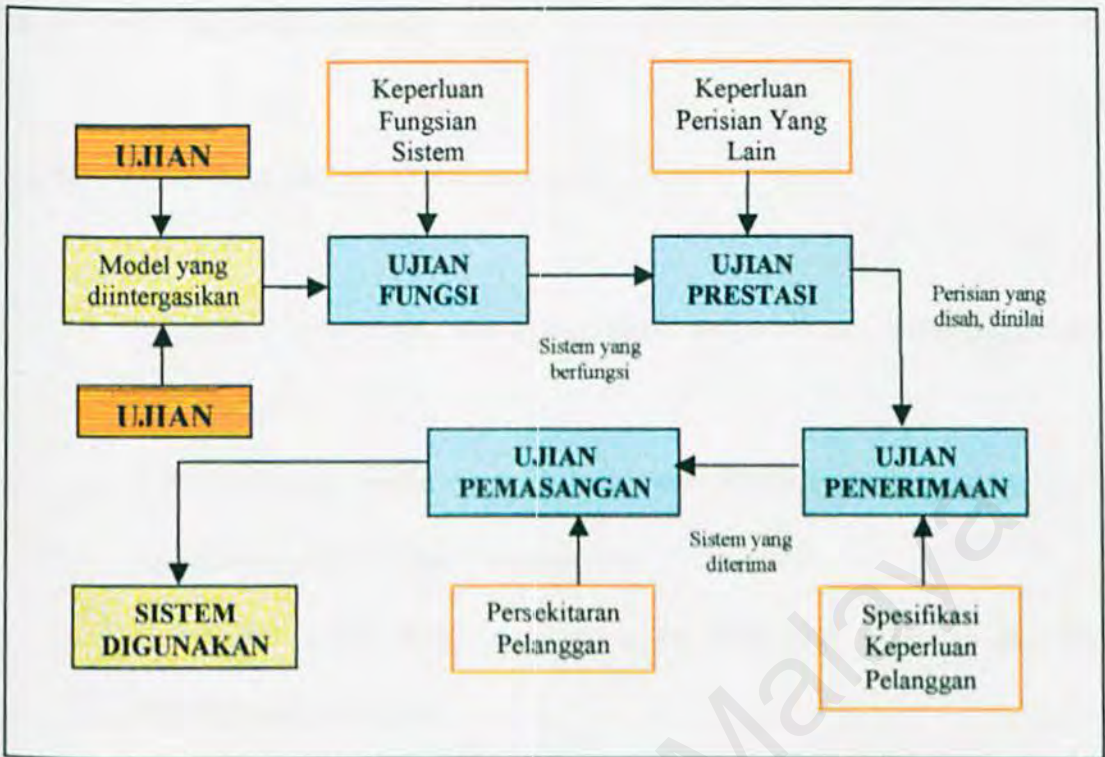 Keperluan
Fungsian
Sistem
Keperluan
Perisian Yang
Lain
UJIAN
Model yang
diintergasikan
UJIAN
FUNGSI
UJIAN
PRESTASI
Perisian yang
disah, dinilai
Sistem yang
berfungsi
UJIAN
UJIAN
PEMASANGAN
UJIAN
PENERIMAAN
Sistem yang
diterima
SISTEM
DIGUNAKAN
Persekitaran
Pelanggan
Spesifikasi
Keperluan
Pelanggan
Malaya